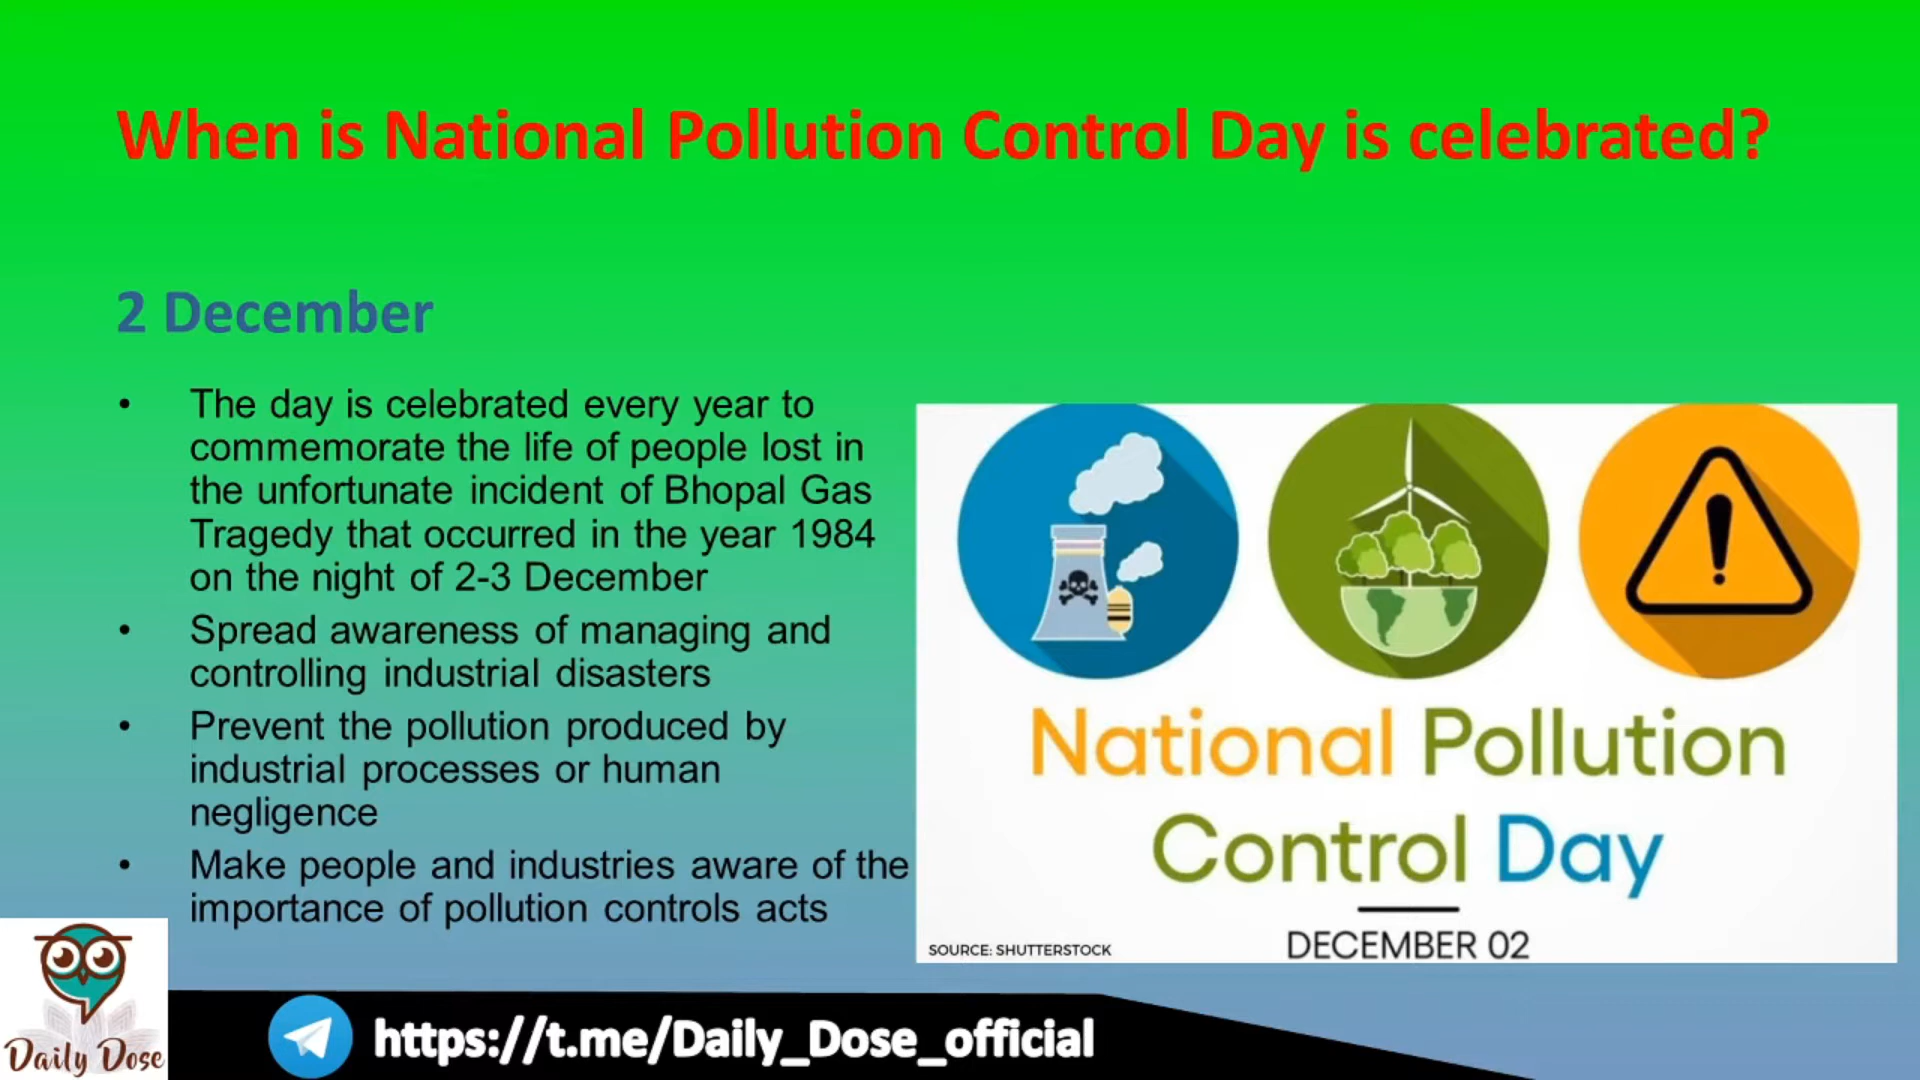 When is National Pollution Control Day is celebrated?
2 December
• The day is celebrated every year to
commemorate the life of people lost in
the unfortunate incident of Bhopal Gas
Tragedy that occurred in the year 1984
on the night of 2-3 December
• Spread awareness of managing and
controlling industrial disasters
• Prevent the pollution produced by
industrial processes or human
negligence
• Make people and industries aware of the
importance of pollution controls acts
National Pollution
Control Day
DECEMBER 02
SOURCE: SHUTTERSTOCK
Daily Dose
https://t.me/Daily_Dose_official